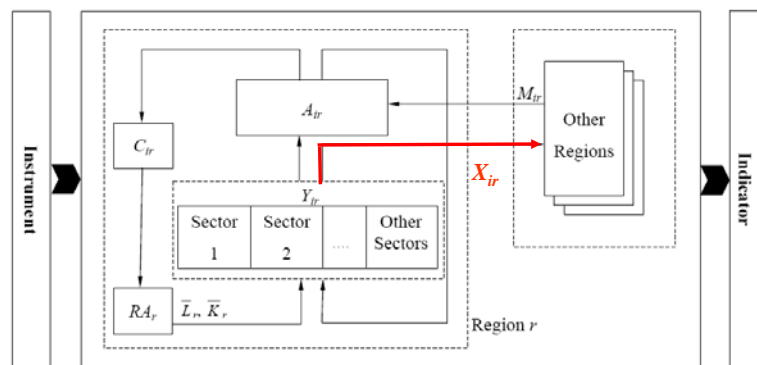 Instrument
A_ir
M_ir
Other
Regions
C_ir
X_ir
Y_ir
Sector
1
Sector
2
....
Other
Sectors
RA_r
L̅_r, K̅_r
Region r
Indicator